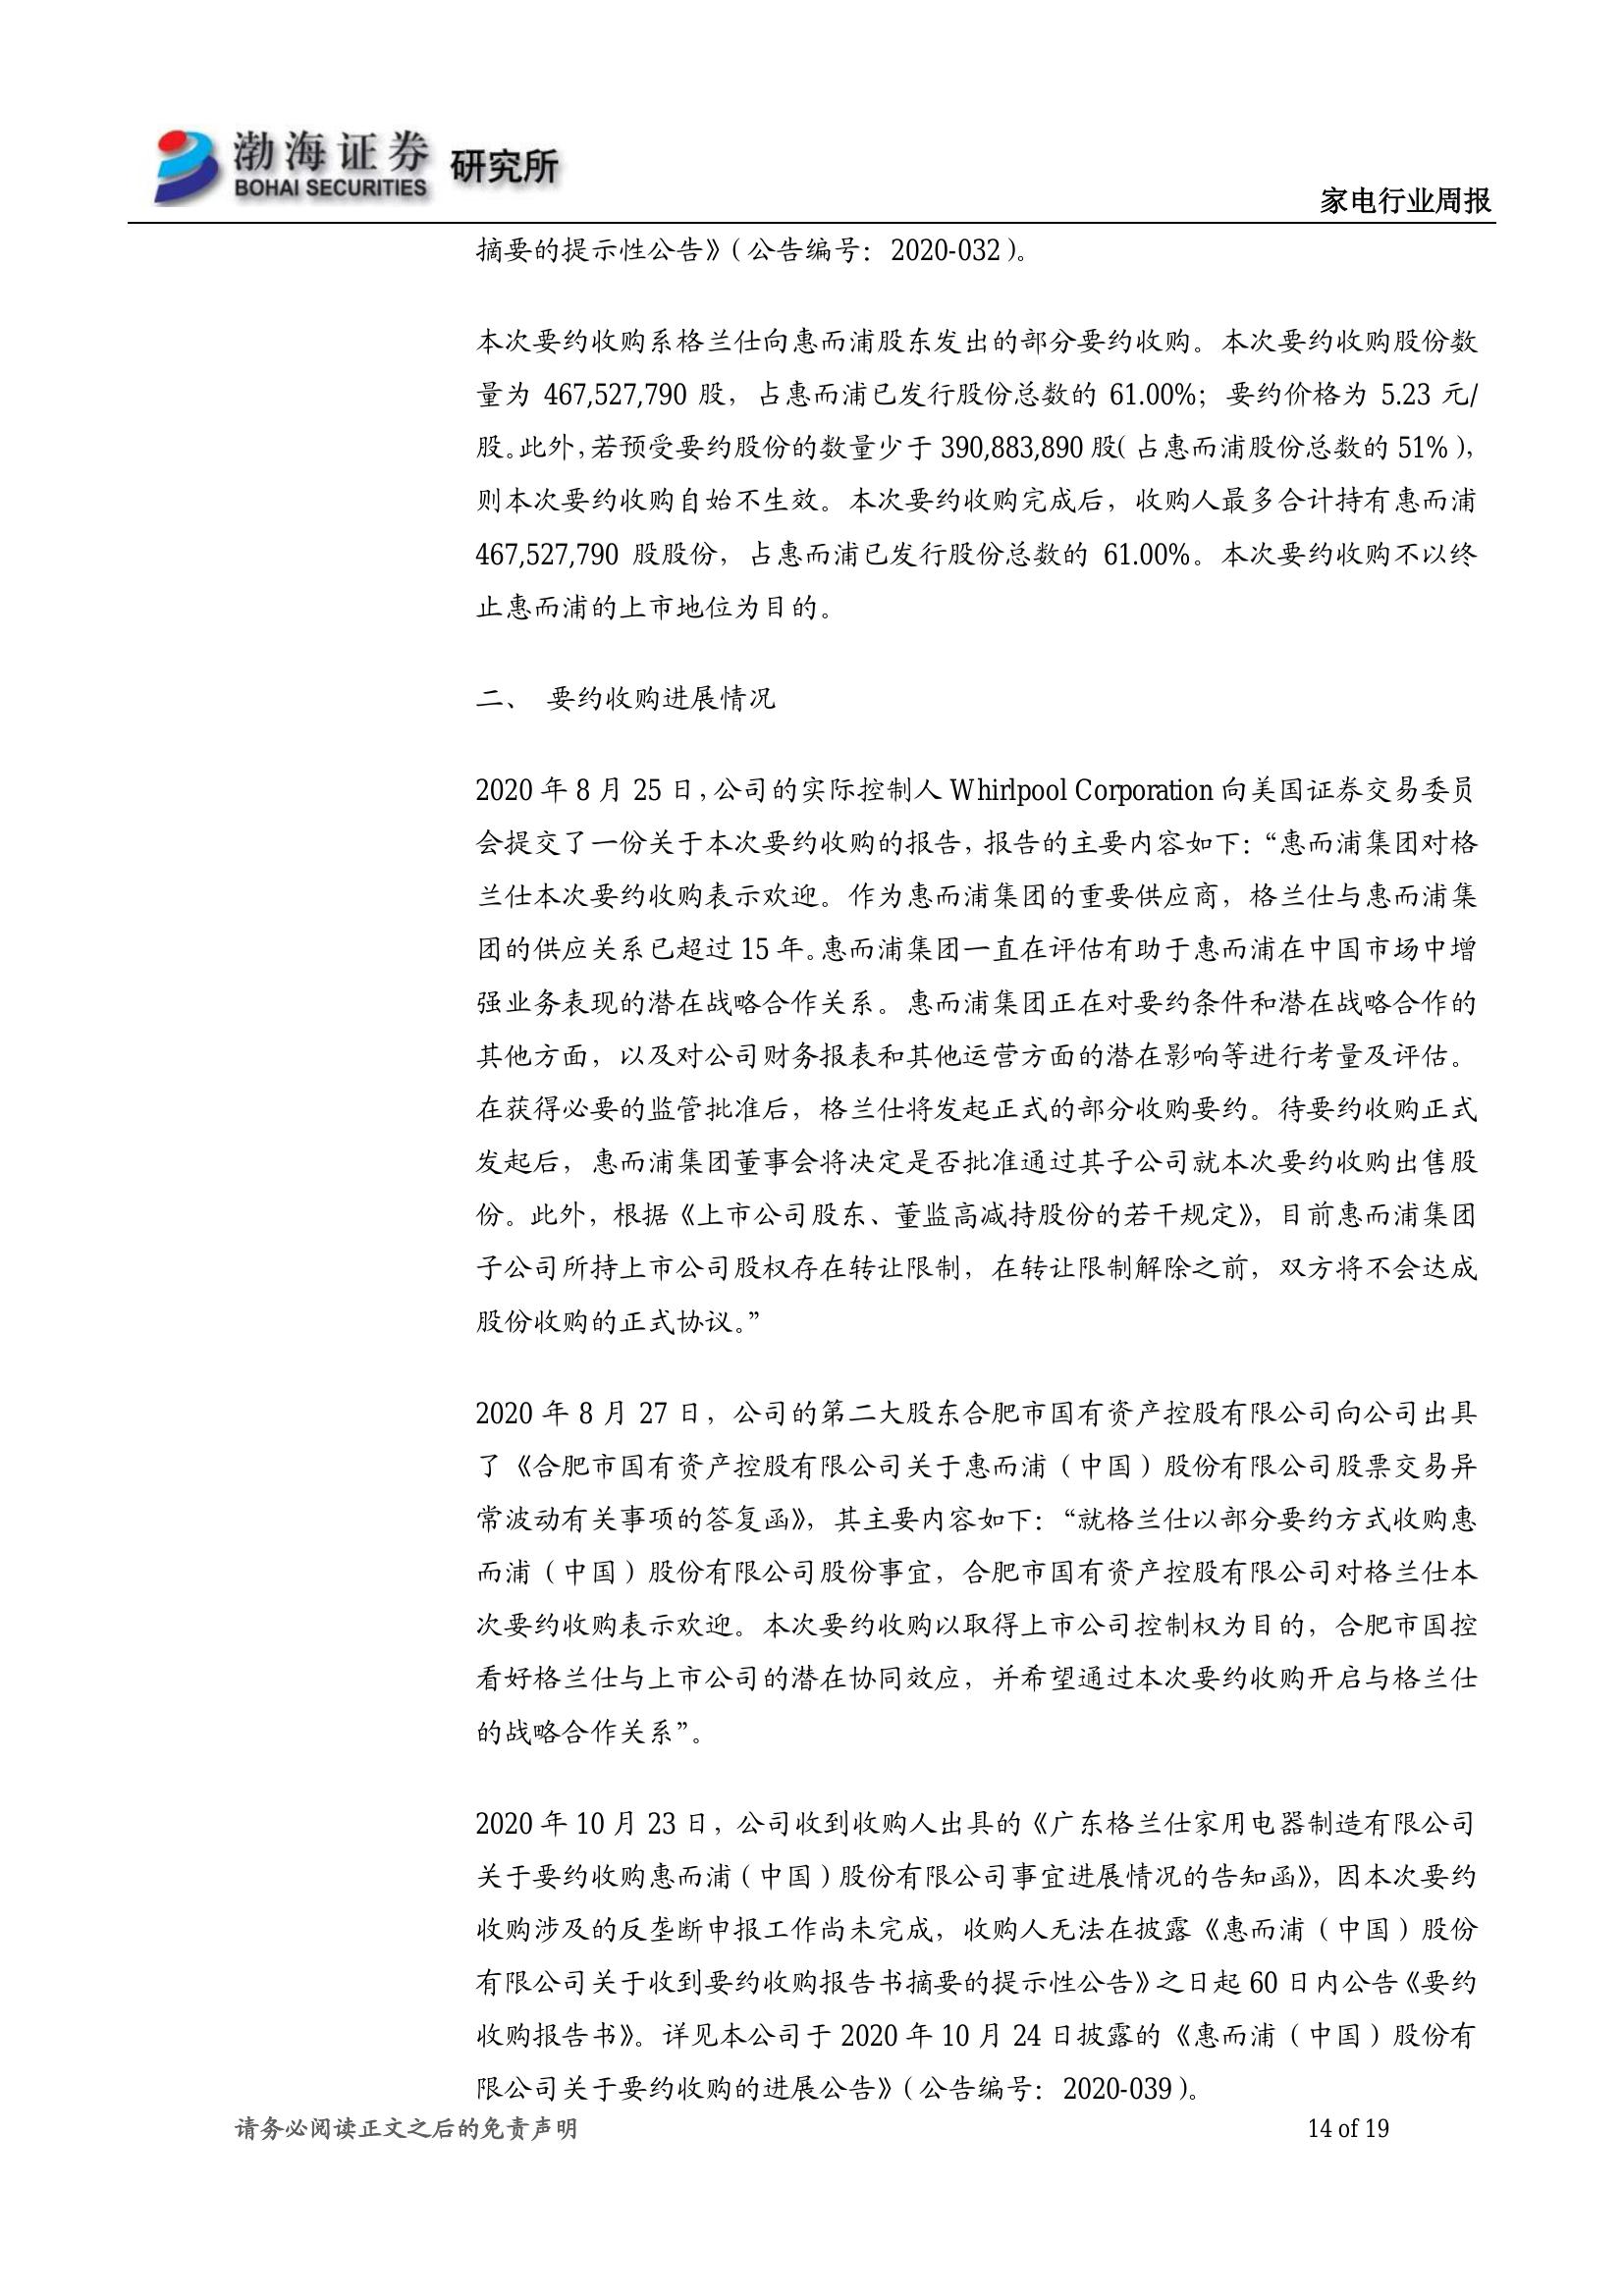 渤海证券 研究所
BOHAI SECURITIES
家电行业周报
摘要的提示性公告》（公告编号：2020-032）。
本次要约收购系格兰仕向惠而浦股东发出的部分要约收购。本次要约收购股份数
量为 467,527,790 股，占惠而浦已发行股份总数的 61.00%；要约价格为 5.23 元/
股。此外，若预受要约股份的数量少于 390,883,890 股（占惠而浦股份总数的 51%），
则本次要约收购自始不生效。本次要约收购完成后，收购人最多合计持有惠而浦
467,527,790 股股份，占惠而浦已发行股份总数的 61.00%。本次要约收购不以终
止惠而浦的上市地位为目的。
二、 要约收购进展情况
2020 年 8 月 25 日，公司的实际控制人 Whirlpool Corporation 向美国证券交易委员
会提交了一份关于本次要约收购的报告，报告的主要内容如下：“惠而浦集团对格
兰仕本次要约收购表示欢迎。作为惠而浦集团的重要供应商，格兰仕与惠而浦集
团的供应关系已超过 15 年。惠而浦集团一直在评估有助于惠而浦在中国市场中增
强业务表现的潜在战略合作关系。惠而浦集团正在对要约条件和潜在战略合作的
其他方面，以及对公司财务报表和其他运营方面的潜在影响等进行考量及评估。
在获得必要的监管批准后，格兰仕将发起正式的部分收购要约。待要约收购正式
发起后，惠而浦集团董事会将决定是否批准通过其子公司就本次要约收购出售股
份。此外，根据《上市公司股东、董监高减持股份的若干规定》，目前惠而浦集团
子公司所持上市公司股权存在转让限制，在转让限制解除之前，双方将不会达成
股份收购的正式协议。”
2020 年 8 月 27 日，公司的第二大股东合肥市国有资产控股有限公司向公司出具
了《合肥市国有资产控股有限公司关于惠而浦（中国）股份有限公司股票交易异
常波动有关事项的答复函》，其主要内容如下：“就格兰仕以部分要约方式收购惠
而浦（中国）股份有限公司股份事宜，合肥市国有资产控股有限公司对格兰仕本
次要约收购表示欢迎。本次要约收购以取得上市公司控制权为目的，合肥市国控
看好格兰仕与上市公司的潜在协同效应，并希望通过本次要约收购开启与格兰仕
的战略合作关系”。
2020 年 10 月 23 日，公司收到收购人出具的《广东格兰仕家用电器制造有限公司
关于要约收购惠而浦（中国）股份有限公司事宜进展情况的告知函》，因本次要约
收购涉及的反垄断申报工作尚未完成，收购人无法在披露《惠而浦（中国）股份
有限公司关于收到要约收购报告书摘要的提示性公告》之日起 60 日内公告《要约
收购报告书》。详见本公司于 2020 年 10 月 24 日披露的《惠而浦（中国）股份有
限公司关于要约收购的进展公告》（公告编号：2020-039）。
请务必阅读正文之后的免责声明
14 of 19